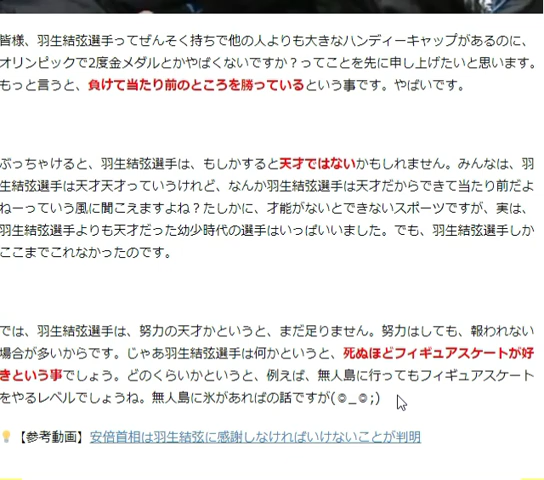 皆様、羽生結弦選手ってぜんそく持ちで他の人よりも大きなハンディーキャップがあるのに、
オリンピックで2度金メダルとかやばくないですか？ってことを先に申し上げたいと思います。
もっと言うと、負けて当たり前のところを勝っているという事です。やばいです。
ぶっちゃけると、羽生結弦選手は、もしかすると天才ではないかもしれません。みんなは、羽
生結弦選手は天才天才っていうけれど、なんか羽生結弦選手は天才だからできて当たり前だよ
ねーっていう風に聞こえますよね？たしかに、才能がないとできないスポーツですが、実は、
羽生結弦選手よりも天才だった幼少時代の選手はいっぱいいました。でも、羽生結弦選手しか
ここまでこれなかったのです。
では、羽生結弦選手は、努力の天才かというと、まだ足りません。努力はしても、報われない
場合が多いからです。じゃあ羽生結弦選手は何かというと、死ぬほどフィギュアスケートが好
きという事でしょう。どのくらいかというと、例えば、無人島に行ってもフィギュアスケート
をやるレベルでしょうね。無人島に氷があればの話ですが(◎_◎;)
💡【参考動画】安倍首相は羽生結弦に感謝しなければいけないことが判明